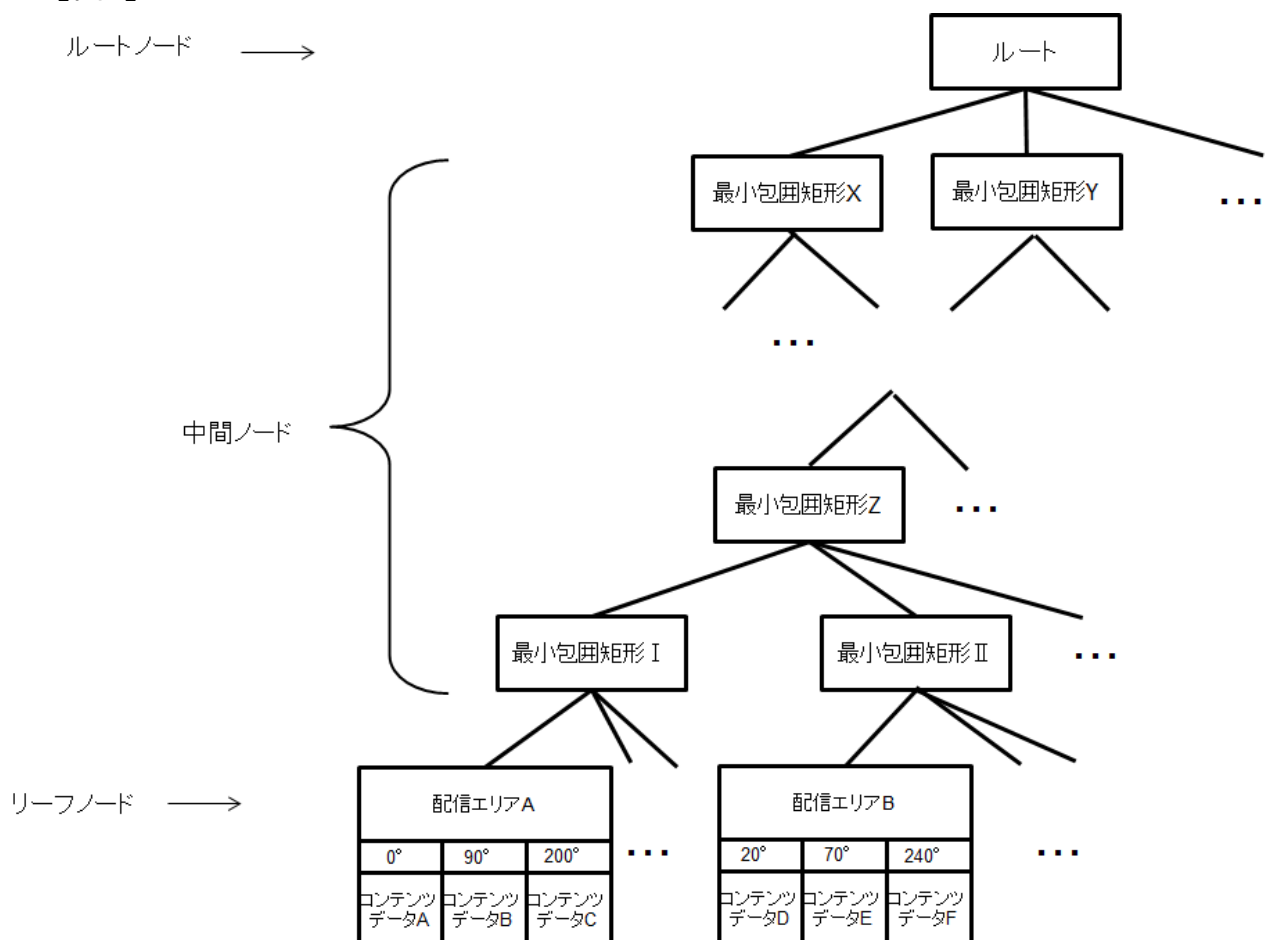 ルートノード
ルート
最小包囲矩形X
最小包囲矩形Y
...
...
中間ノード
最小包囲矩形Z
...
最小包囲矩形Ⅰ
最小包囲矩形Ⅱ
...
リーフノード
配信エリアA
配信エリアB
0°
90°
200°
...
20°
70°
240°
...
コンテンツ
データA
コンテンツ
データB
コンテンツ
データC
コンテンツ
データD
コンテンツ
データE
コンテンツ
データF